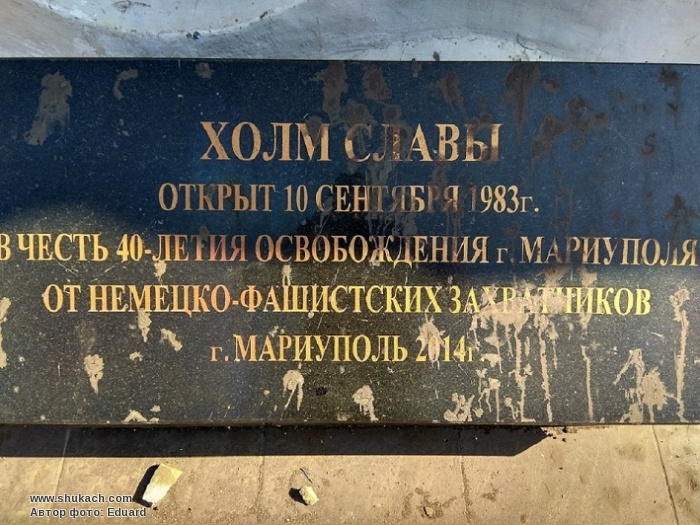 ХОЛМ СЛАВЫ
ОТКРЫТ 10 СЕНТЯБРЯ 1983г.
В ЧЕСТЬ 40-ЛЕТИЯ ОСВОБОЖДЕНИЯ г. МАРИУПОЛЯ
ОТ НЕМЕЦКО-ФАШИСТСКИХ ЗАХВАТЧИКОВ
г. МАРИУПОЛЬ 2014г.
www.shukach.com
Автор фото: Eduard